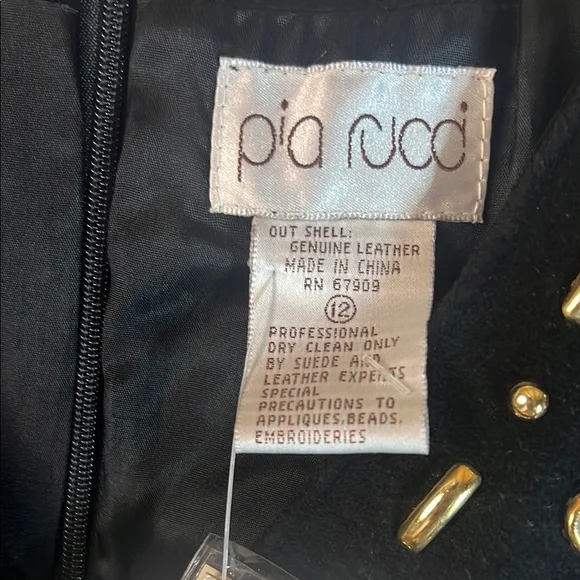 pia rucci
OUT SHELL:
GENUINE LEATHER
MADE IN CHINA
RN 67909
12
PROFESSIONAL
DRY CLEAN ONLY
BY SUEDE AND
LEATHER EXPERTS
SPECIAL
PRECAUTIONS TO
APPLIQUES,BEADS,
EMBROIDERIES